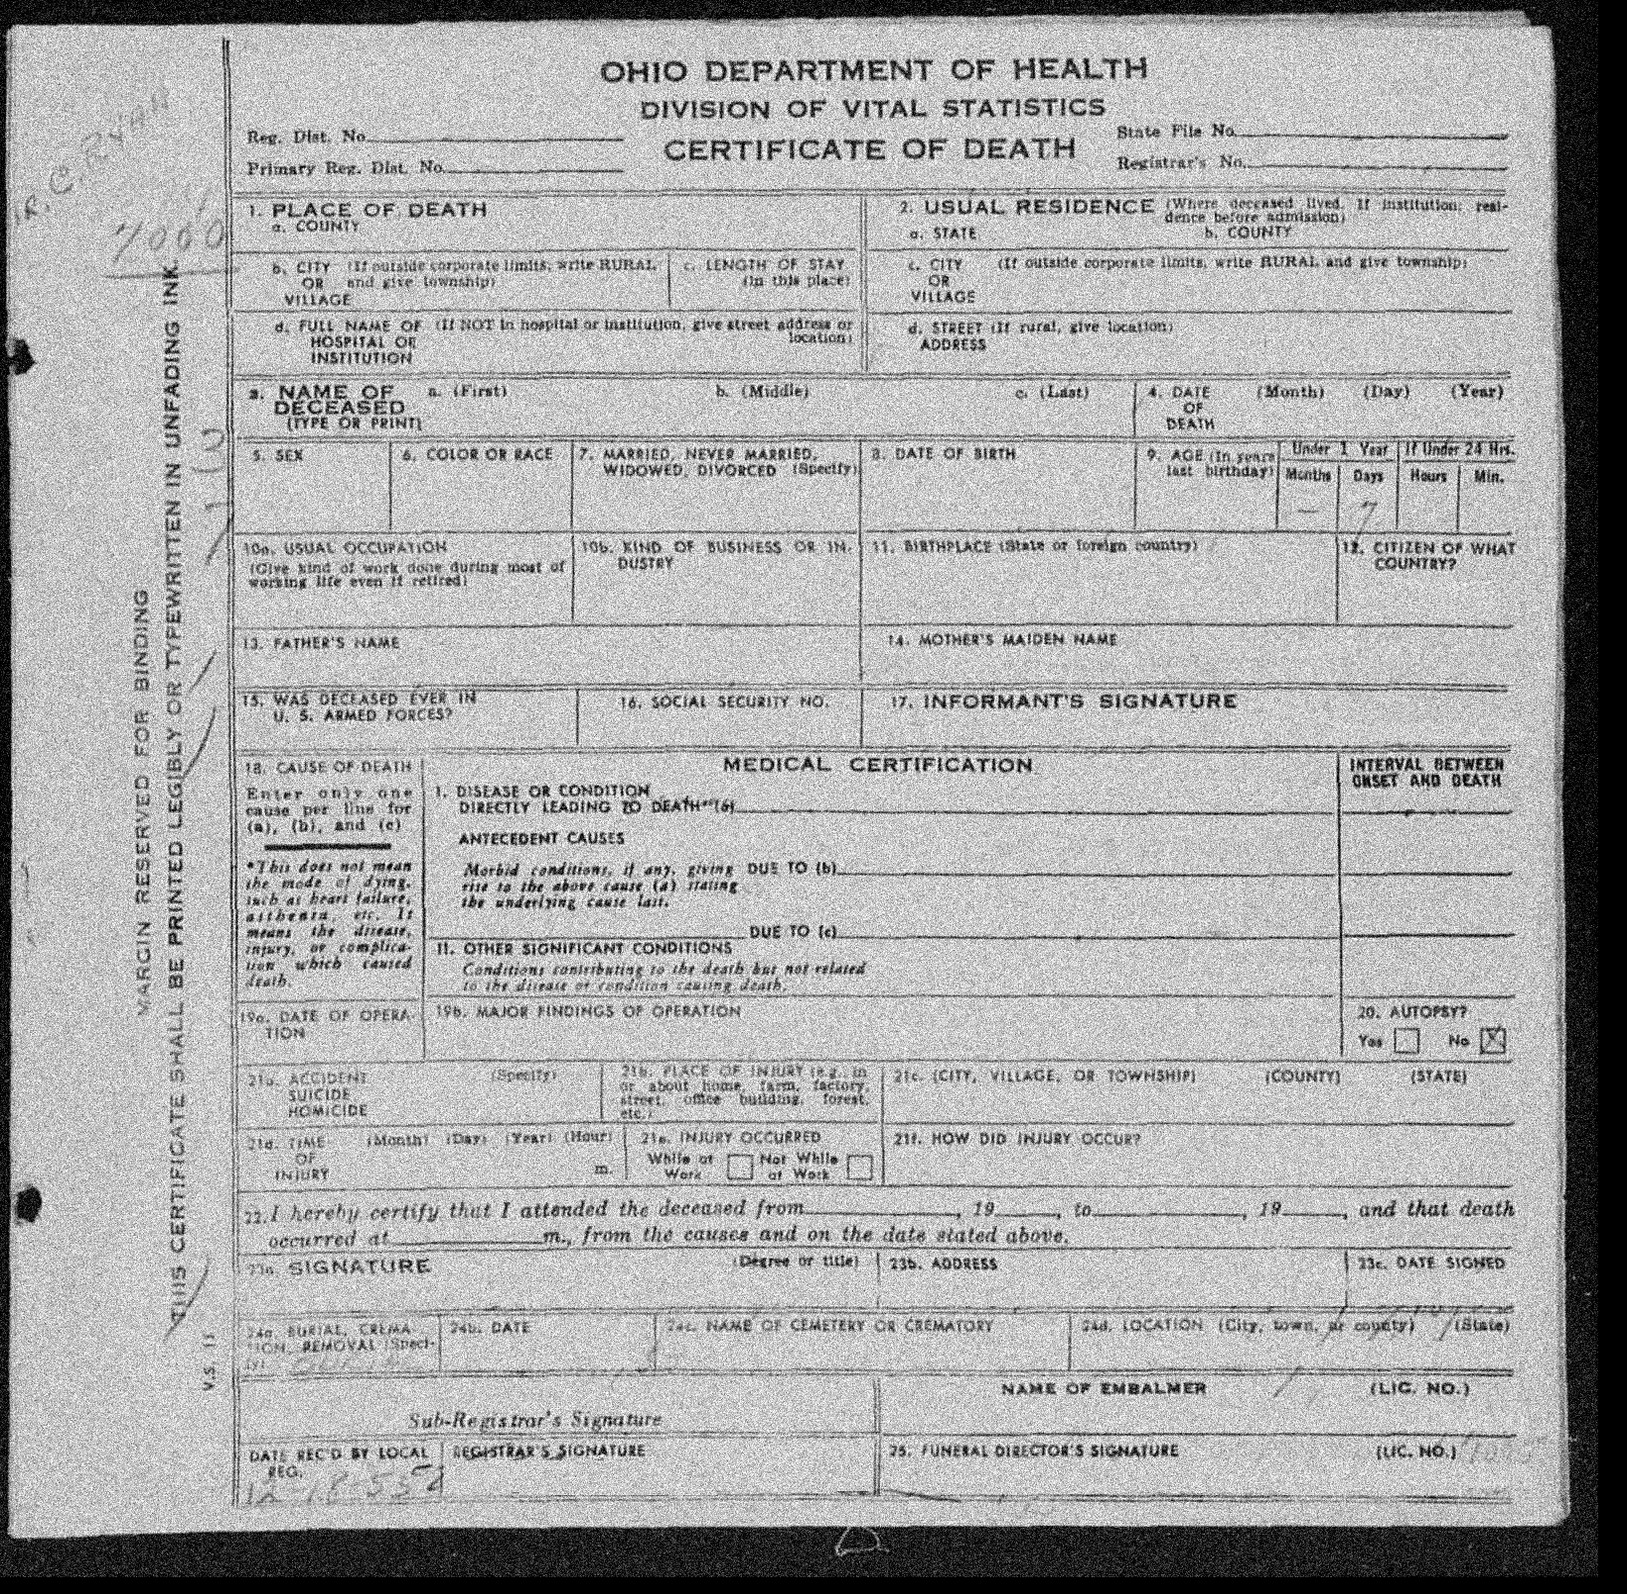 OHIO DEPARTMENT OF HEALTH
DIVISION OF VITAL STATISTICS
CERTIFICATE OF DEATH
Reg. Dist. No.
Primary Reg. Dist. No.
State File No.
Registrar's No.
R. C. RYAN
7000
MARGIN RESERVED FOR BINDING
THIS CERTIFICATE SHALL BE PRINTED LEGIBLY OR TYPEWRITTEN IN UNFADING INK.
V.S. 11
1. PLACE OF DEATH
a. COUNTY
2. USUAL RESIDENCE (Where deceased lived. If institution: resi-
dence before admission)
a. STATE b. COUNTY
b. CITY (If outside corporate limits, write RURAL
OR and give township)
VILLAGE
c. LENGTH OF STAY
(in this place)
c. CITY (If outside corporate limits, write RURAL and give township)
OR
VILLAGE
d. FULL NAME OF (If NOT in hospital or institution, give street address or
HOSPITAL OR location)
INSTITUTION
d. STREET (If rural, give location)
ADDRESS
3. NAME OF a. (First) b. (Middle) c. (Last)
DECEASED
(TYPE OR PRINT)
4. DATE (Month) (Day) (Year)
OF
DEATH
5. SEX
6. COLOR OR RACE
7. MARRIED, NEVER MARRIED,
WIDOWED, DIVORCED (Specify)
8. DATE OF BIRTH
9. AGE (In years
last birthday)
Under 1 Year
If Under 24 Hrs.
Months Days Hours Min.
— 7
10a. USUAL OCCUPATION
(Give kind of work done during most of
working life even if retired)
10b. KIND OF BUSINESS OR IN-
DUSTRY
11. BIRTHPLACE (State or foreign country)
12. CITIZEN OF WHAT
COUNTRY?
13. FATHER'S NAME
14. MOTHER'S MAIDEN NAME
15. WAS DECEASED EVER IN
U. S. ARMED FORCES?
16. SOCIAL SECURITY NO.
17. INFORMANT'S SIGNATURE
18. CAUSE OF DEATH
Enter only one
cause per line for
(a), (b), and (c)
*This does not mean
the mode of dying,
such as heart failure,
asthenia, etc. It
means the disease,
injury, or complica-
tion which caused
death.
MEDICAL CERTIFICATION
INTERVAL BETWEEN
ONSET AND DEATH
I. DISEASE OR CONDITION
DIRECTLY LEADING TO DEATH*(a)
ANTECEDENT CAUSES
Morbid conditions, if any, giving DUE TO (b)
rise to the above cause (a) stating
the underlying cause last.
DUE TO (c)
II. OTHER SIGNIFICANT CONDITIONS
Conditions contributing to the death but not related
to the disease or condition causing death.
19a. DATE OF OPERA-
TION
19b. MAJOR FINDINGS OF OPERATION
20. AUTOPSY?
Yes No X
21a. ACCIDENT (Specify)
SUICIDE
HOMICIDE
21b. PLACE OF INJURY (e.g., in
or about home, farm, factory,
street, office building, forest,
etc.)
21c. (CITY, VILLAGE, OR TOWNSHIP) (COUNTY) (STATE)
21d. TIME (Month) (Day) (Year) (Hour)
OF
INJURY m.
21e. INJURY OCCURRED
While at Not While
Work at Work
21f. HOW DID INJURY OCCUR?
22. I hereby certify that I attended the deceased from , 19 , to , 19 , and that death
occurred at m., from the causes and on the date stated above.
23a. SIGNATURE (Degree or title)
23b. ADDRESS
23c. DATE SIGNED
24a. BURIAL, CREMA
TION, REMOVAL (Speci-
fy)
24b. DATE
24c. NAME OF CEMETERY OR CREMATORY
24d. LOCATION (City, town, or county) (State)
Sub-Registrar's Signature
NAME OF EMBALMER (LIC. NO.)
DATE REC'D BY LOCAL
REG.
REGISTRAR'S SIGNATURE
25. FUNERAL DIRECTOR'S SIGNATURE (LIC. NO.)